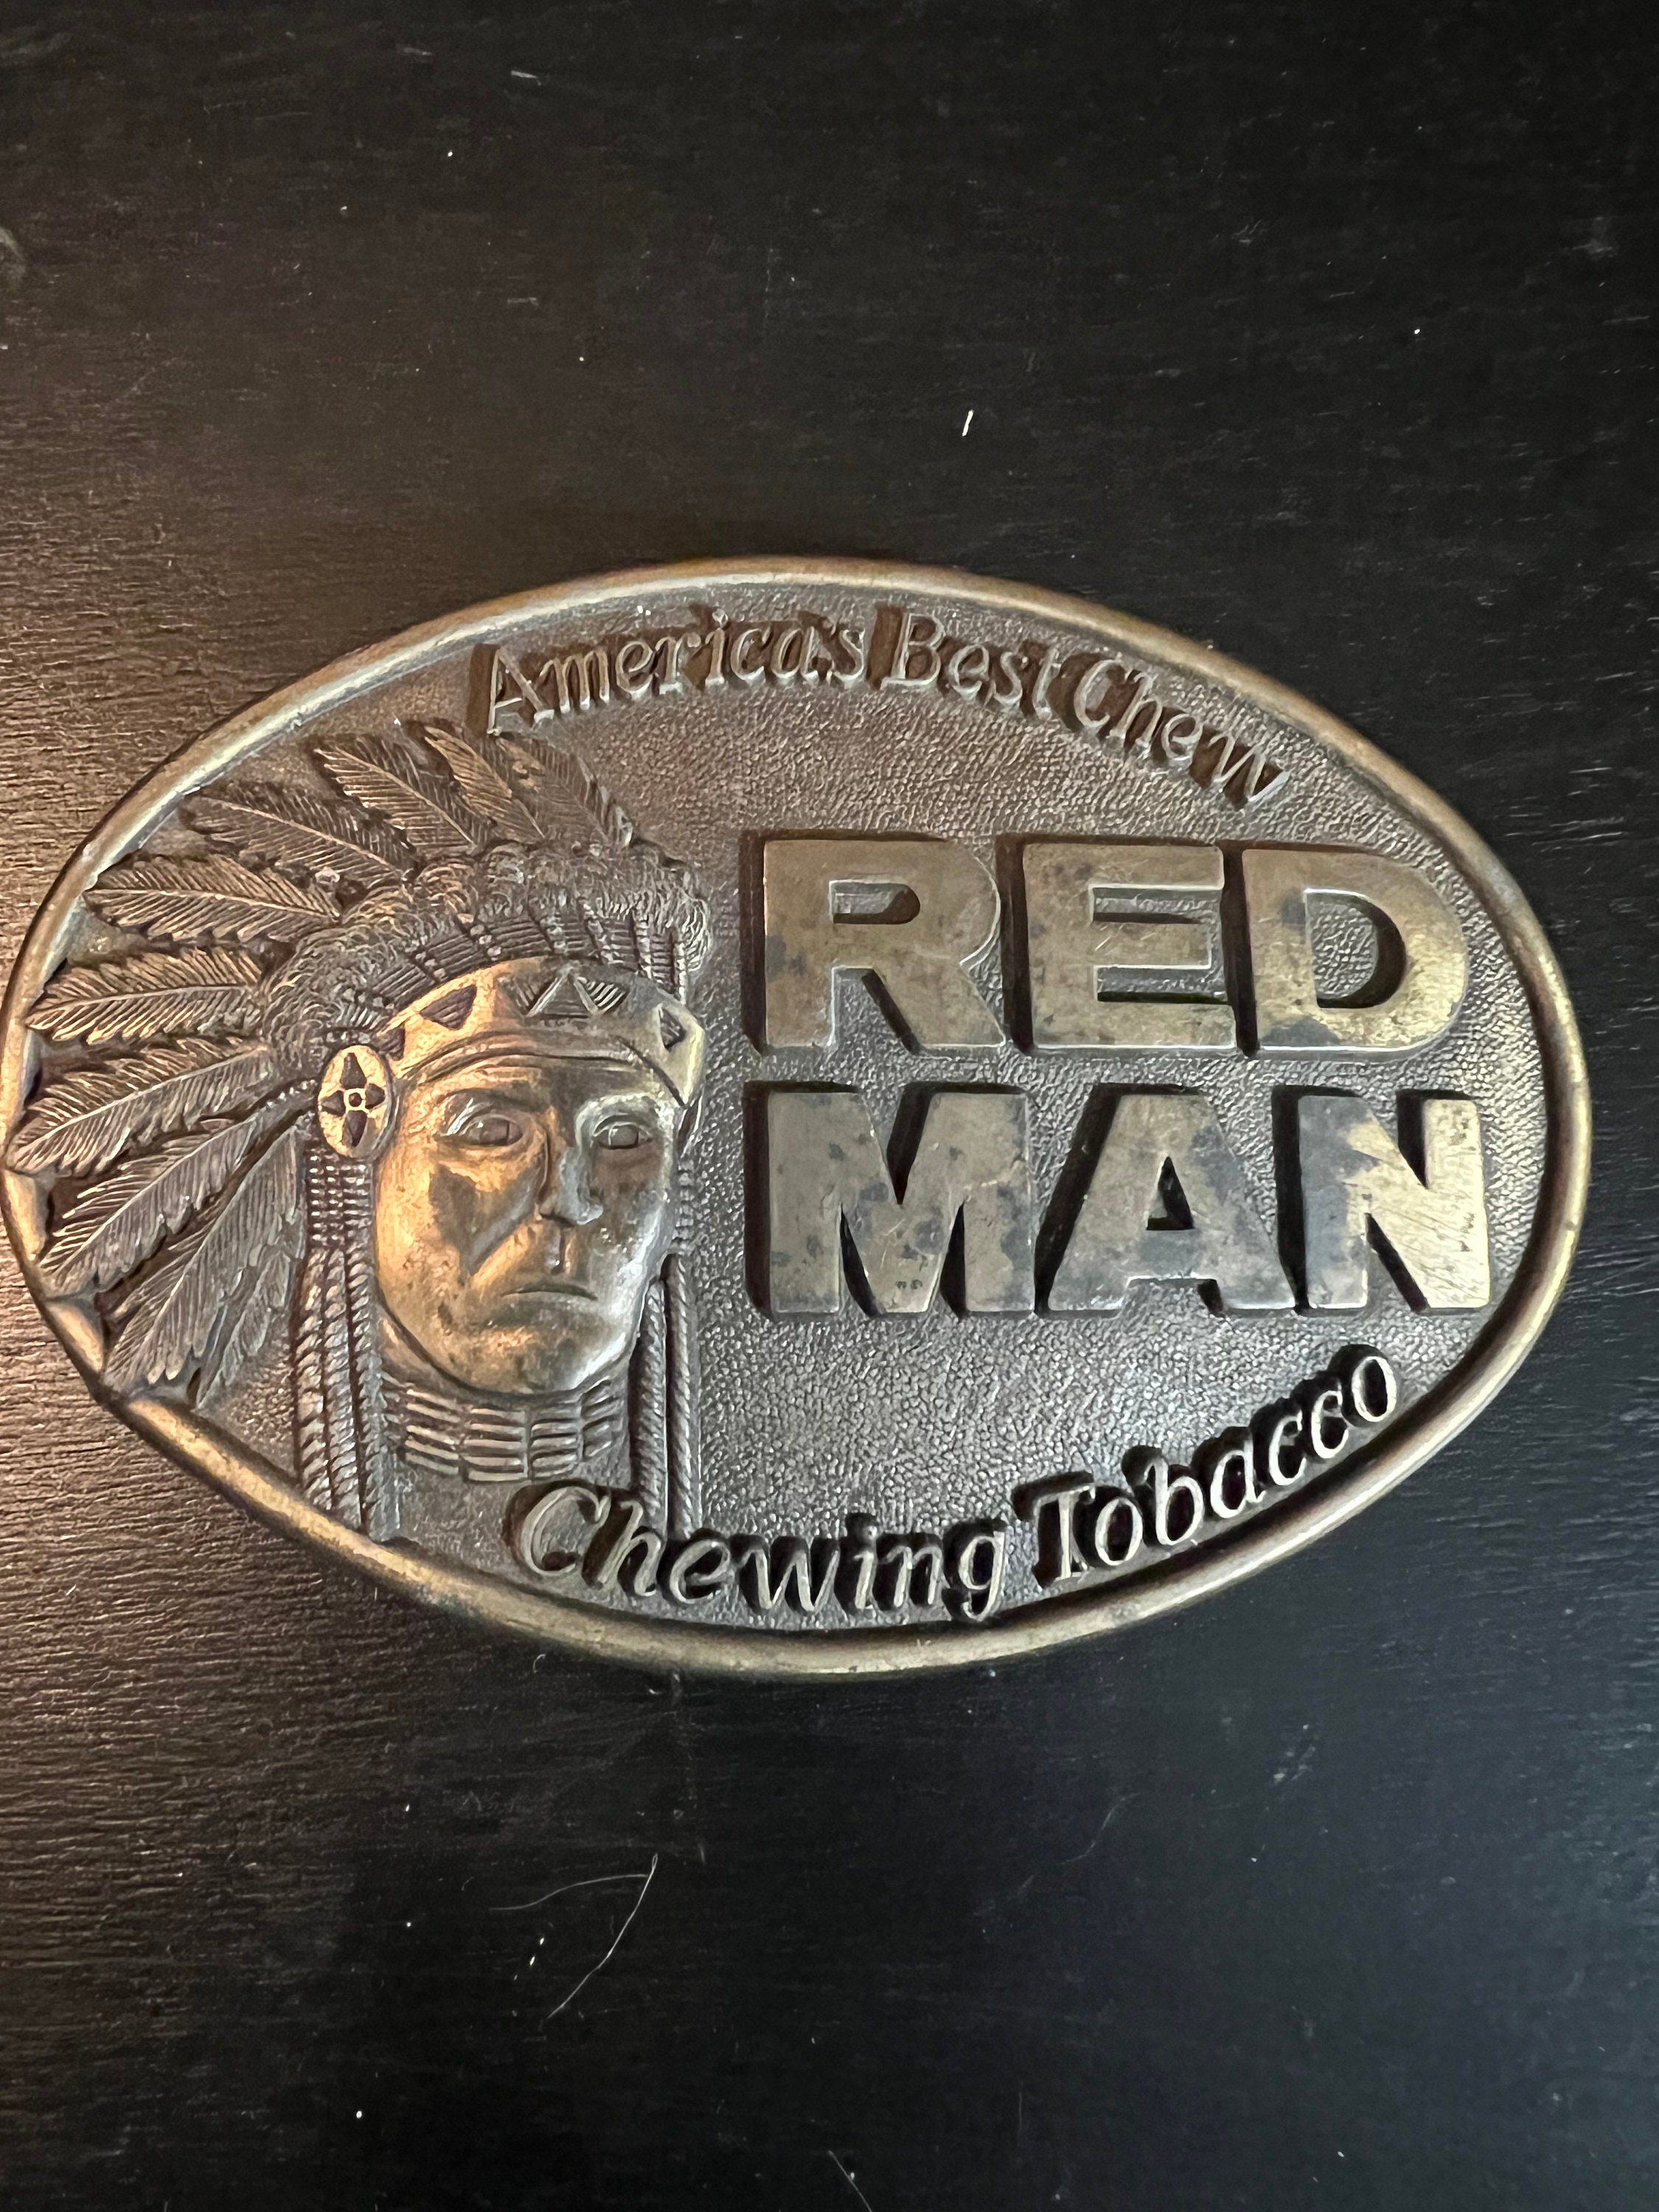 America's Best Chew
RED
MAN
Chewing Tobacco